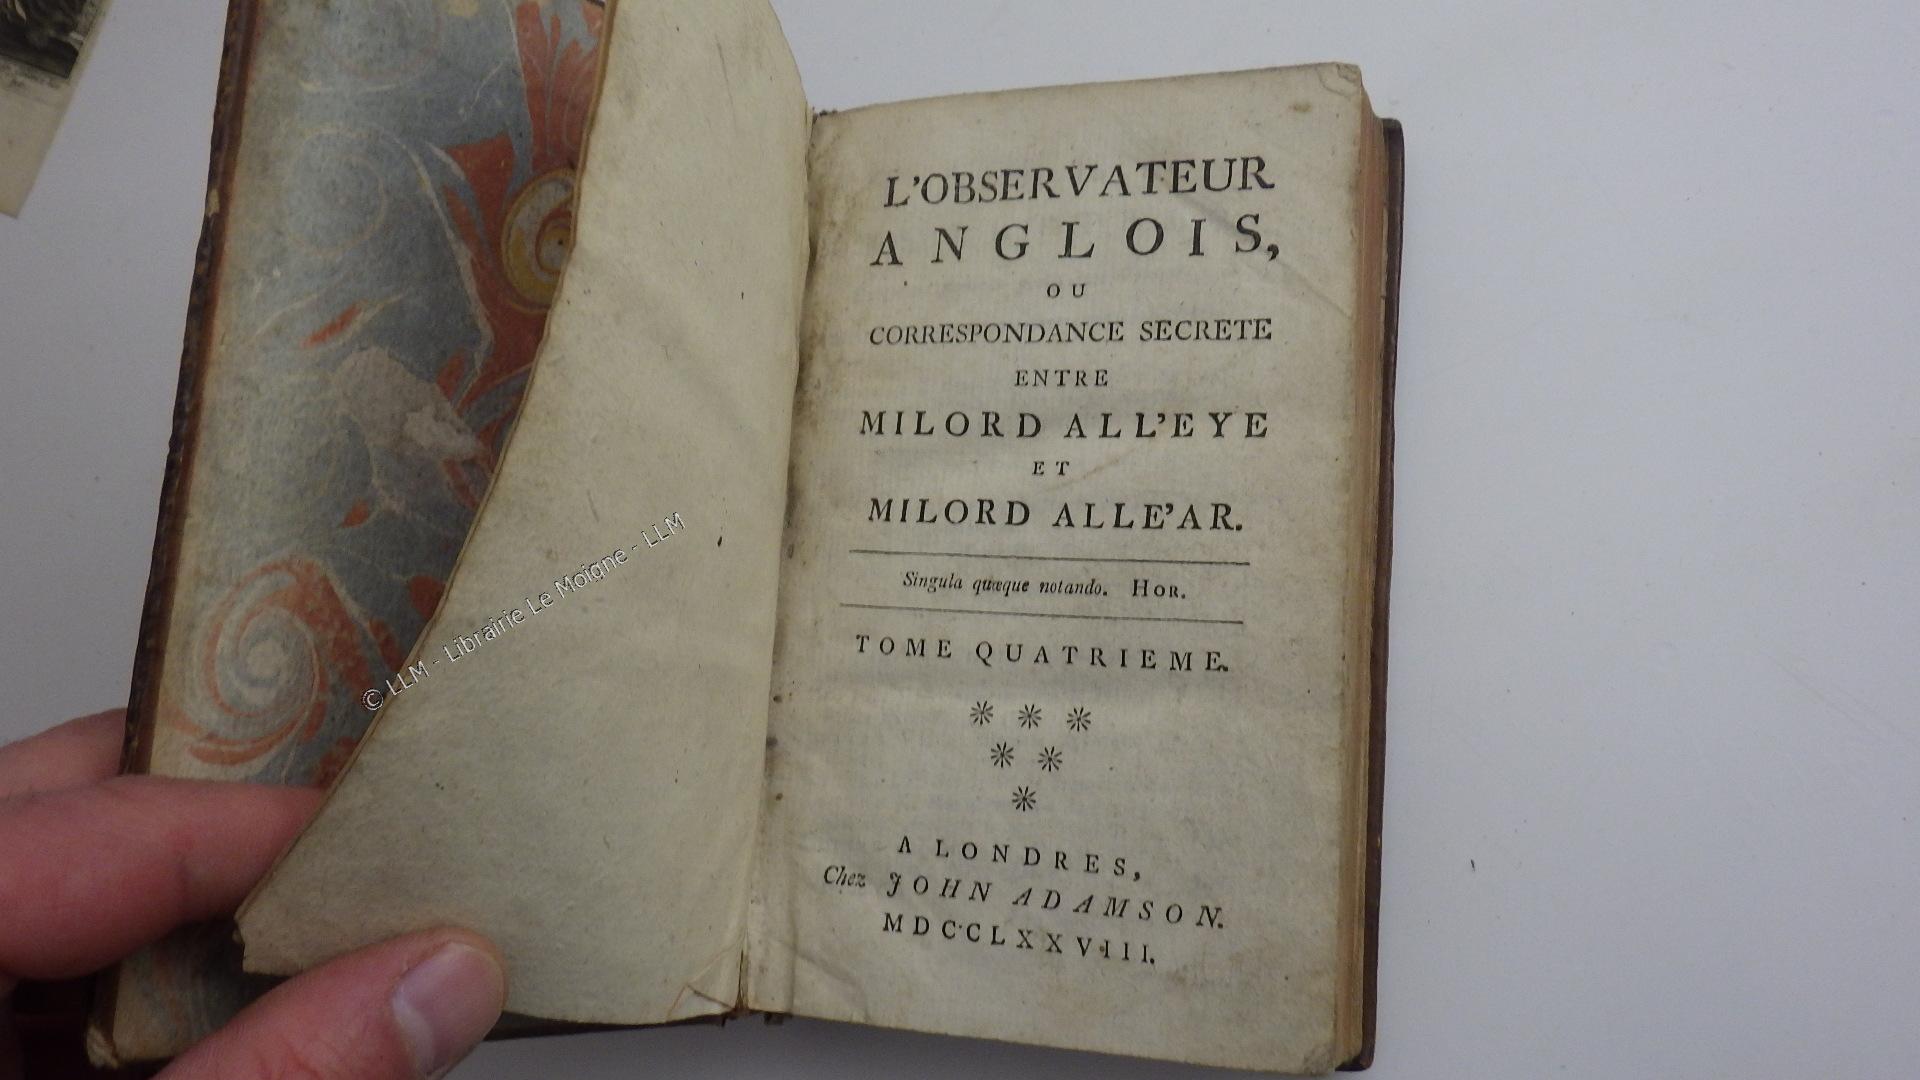 L'OBSERVATEUR
ANGLOIS,
OU
CORRESPONDANCE SECRETE
ENTRE
MILORD ALL'EYE
ET
MILORD ALLE'AR.
Singula quæque notando. HOR.
TOME QUATRIEME.
* * *
* *
*
A LONDRES,
Chez JOHN ADAMSON.
MDCCLXXVIII.
© LLM - Librairie Le Moigne - LLM